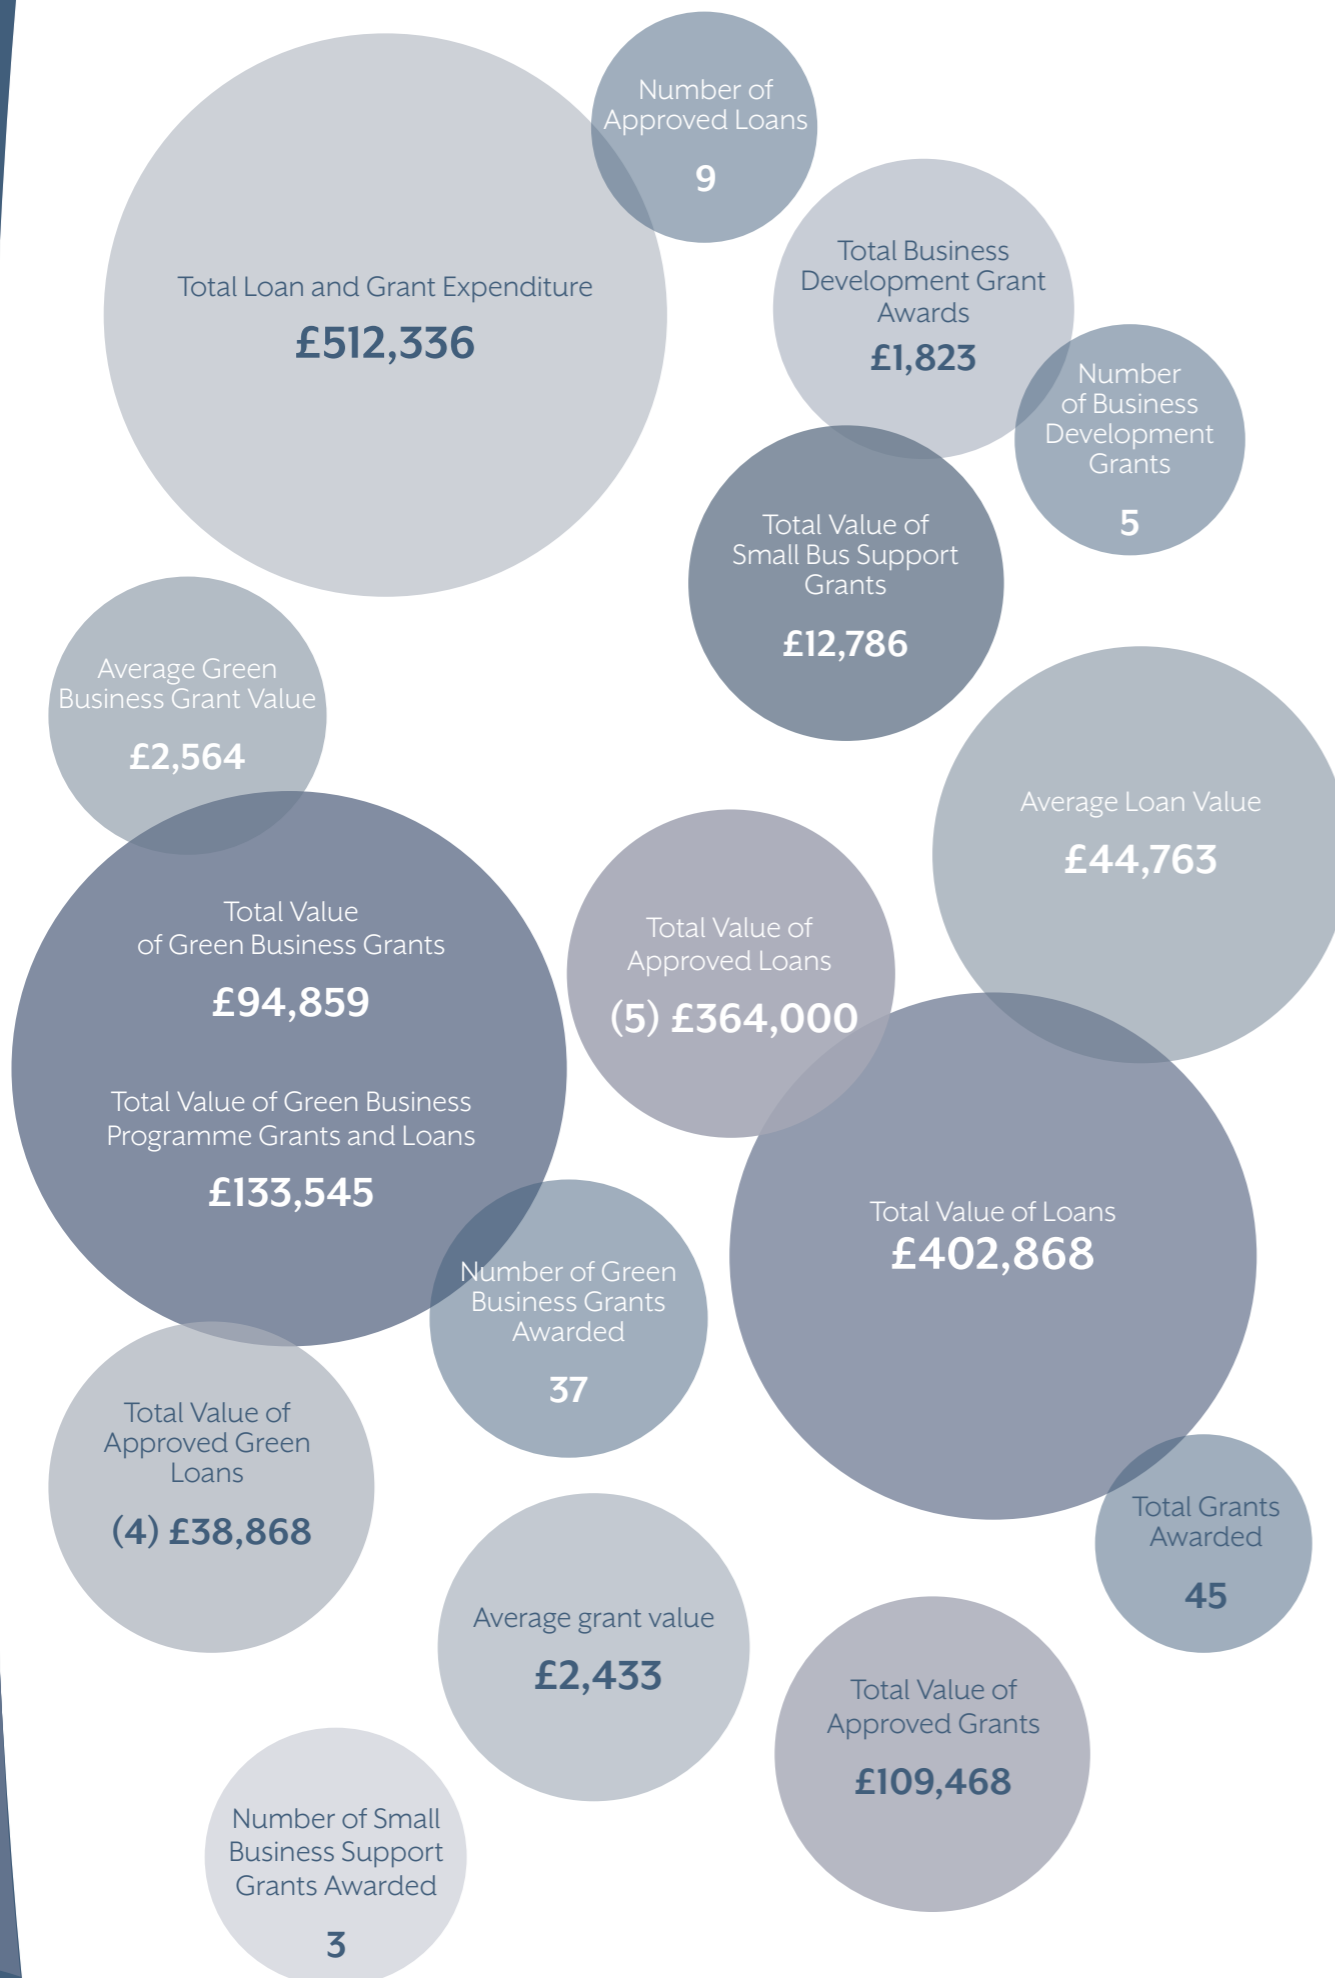 Number of
Approved Loans
9
Total Loan and Grant Expenditure
£512,336
Total Business
Development Grant
Awards
£1,823
Number
of Business
Development
Grants
5
Total Value of
Small Bus Support
Grants
£12,786
Average Green
Business Grant Value
£2,564
Average Loan Value
£44,763
Total Value
of Green Business Grants
£94,859
Total Value of Green Business
Programme Grants and Loans
£133,545
Total Value of
Approved Loans
(5) £364,000
Total Value of Loans
£402,868
Number of Green
Business Grants
Awarded
37
Total Value of
Approved Green
Loans
(4) £38,868
Total Grants
Awarded
45
Average grant value
£2,433
Total Value of
Approved Grants
£109,468
Number of Small
Business Support
Grants Awarded
3